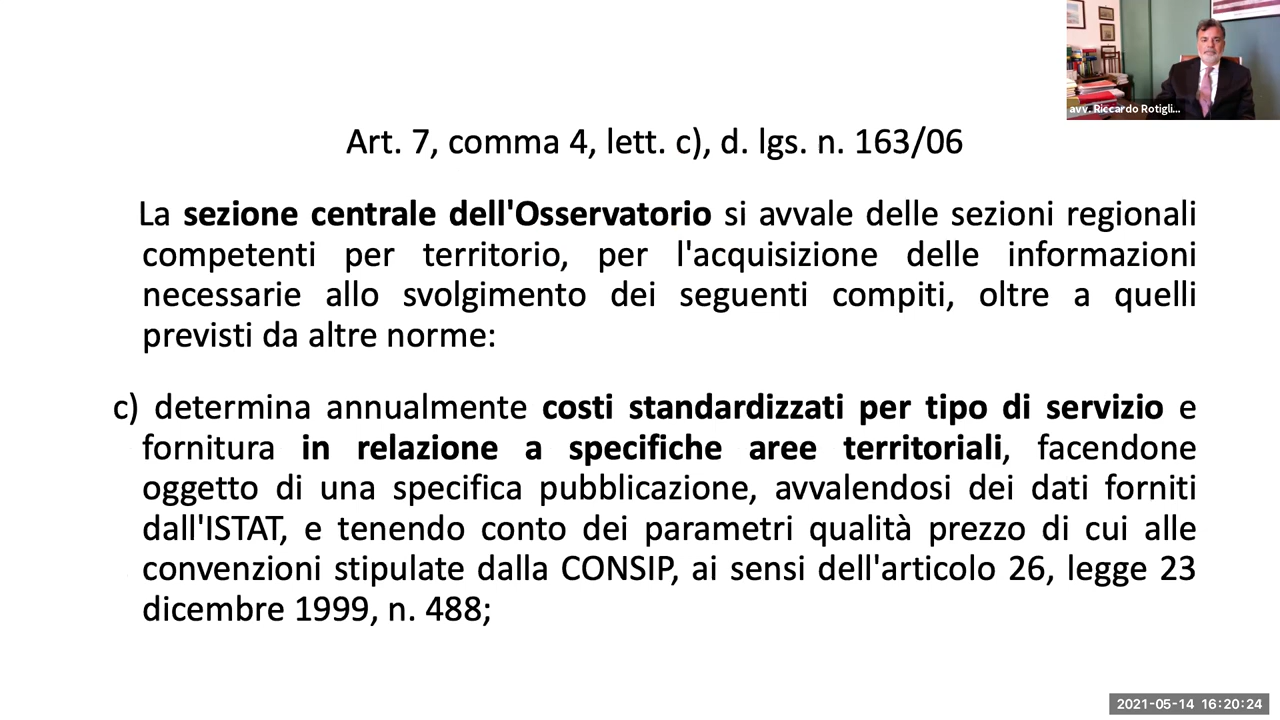 avv. Riccardo Rotigli...
Art. 7, comma 4, lett. c), d. lgs. n. 163/06
La sezione centrale dell'Osservatorio si avvale delle sezioni regionali
competenti per territorio, per l'acquisizione delle informazioni
necessarie allo svolgimento dei seguenti compiti, oltre a quelli
previsti da altre norme:
c) determina annualmente costi standardizzati per tipo di servizio e
fornitura in relazione a specifiche aree territoriali, facendone
oggetto di una specifica pubblicazione, avvalendosi dei dati forniti
dall'ISTAT, e tenendo conto dei parametri qualità prezzo di cui alle
convenzioni stipulate dalla CONSIP, ai sensi dell'articolo 26, legge 23
dicembre 1999, n. 488;
2021-05-14 16:20:24